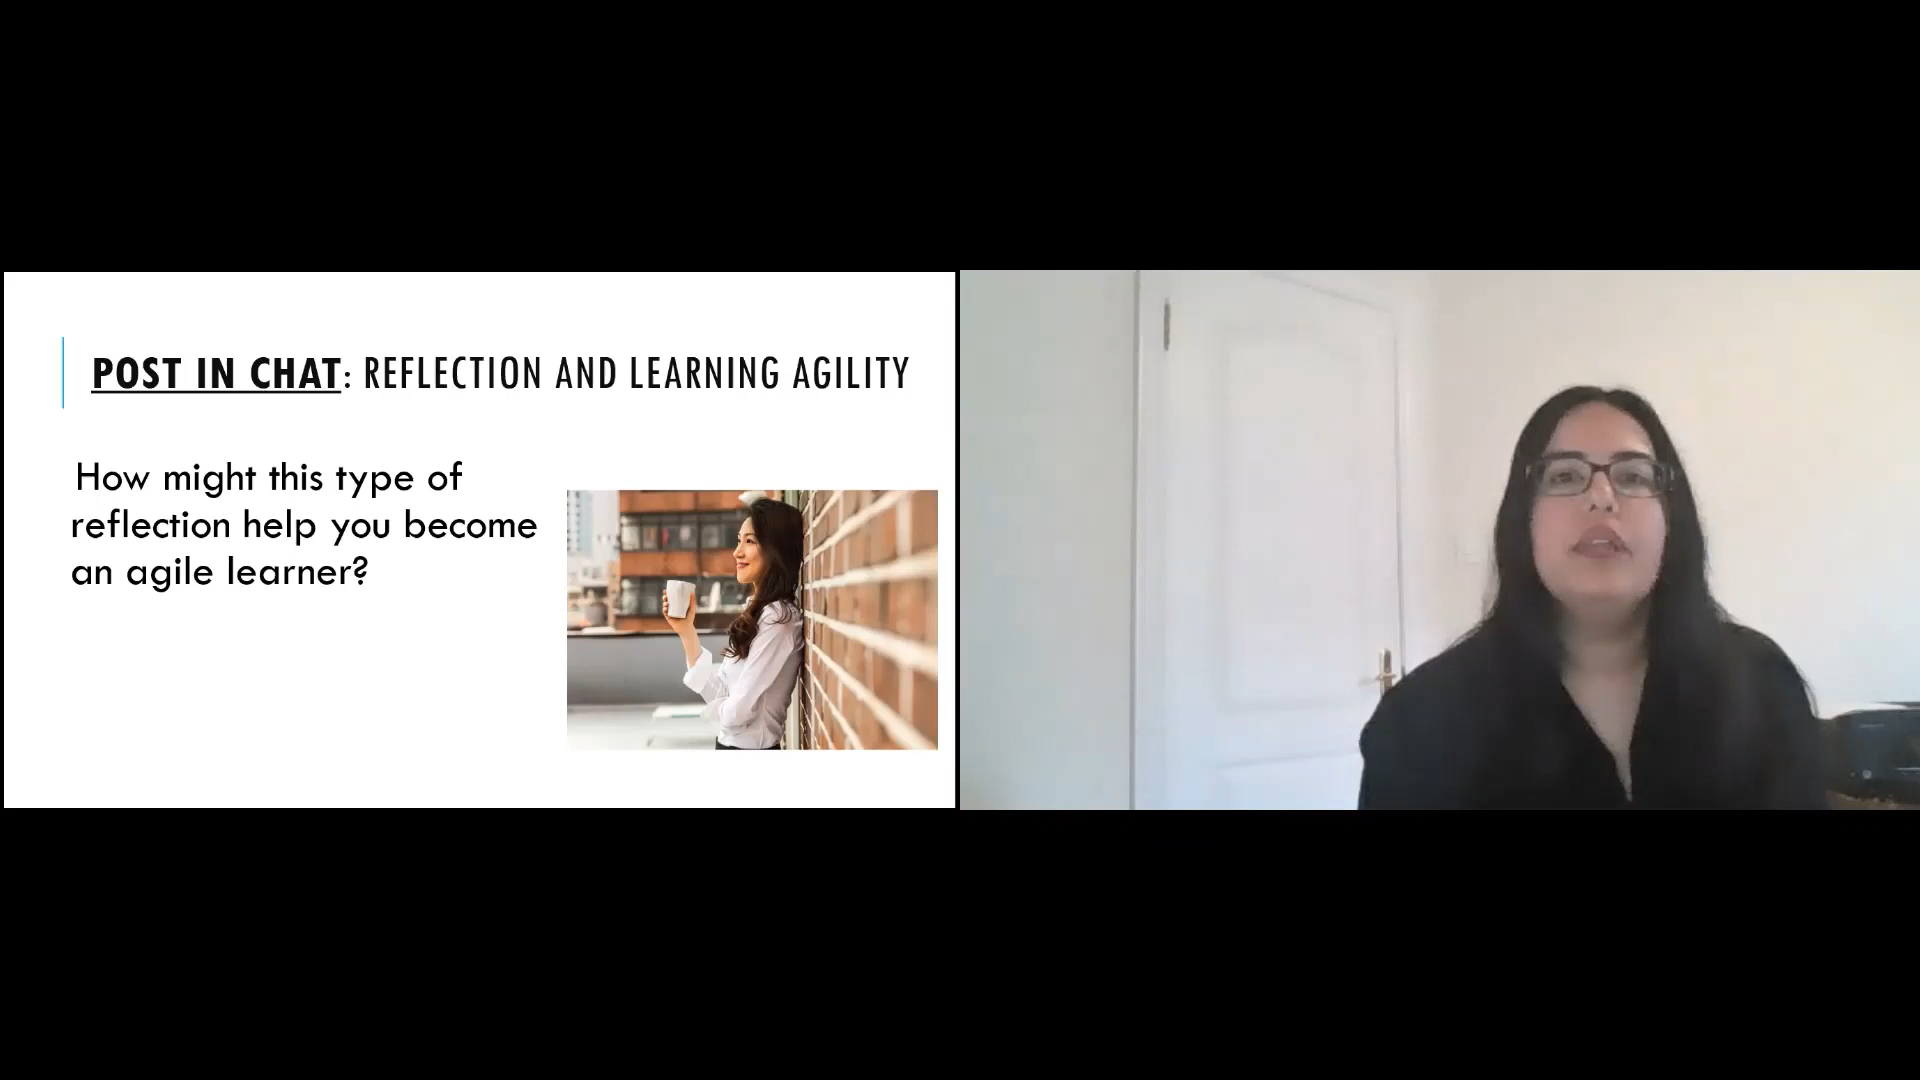 POST IN CHAT: REFLECTION AND LEARNING AGILITY
How might this type of
reflection help you become
an agile learner?